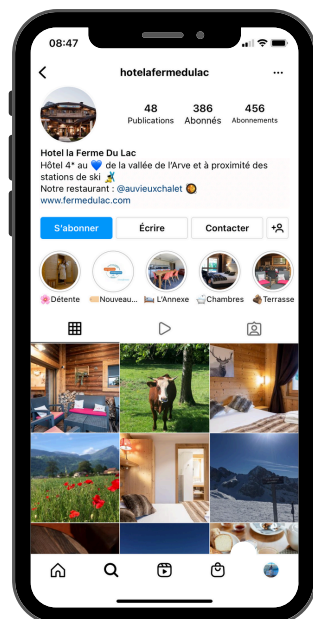 08:47
hotelafermedulac
48 386 456
Publications Abonnés Abonnements
Hotel la Ferme Du Lac
Hôtel 4* au 💙 de la vallée de l'Arve et à proximité des
stations de ski 🎿
Notre restaurant : @auvieuxchalet 🥘
www.fermedulac.com
S'abonner Écrire Contacter
🌸Détente Nouveau... 🛌 L'Annexe 🛁Chambres Terrasse